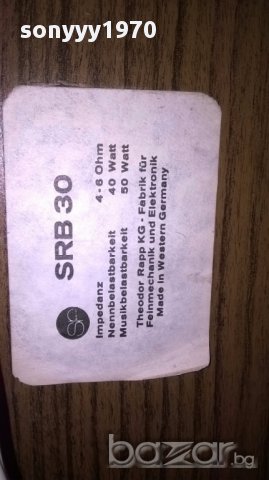 sonyyy1970
SRB 30
Impedanz 4-6 Ohm
Nennbelastbarkeit 40 Watt
Musikbelastbarkeit 50 Watt
Theodor Rapp KG - Fabrik für
Feinmechanik und Elektronik
Made in Western Germany
bazar.bg